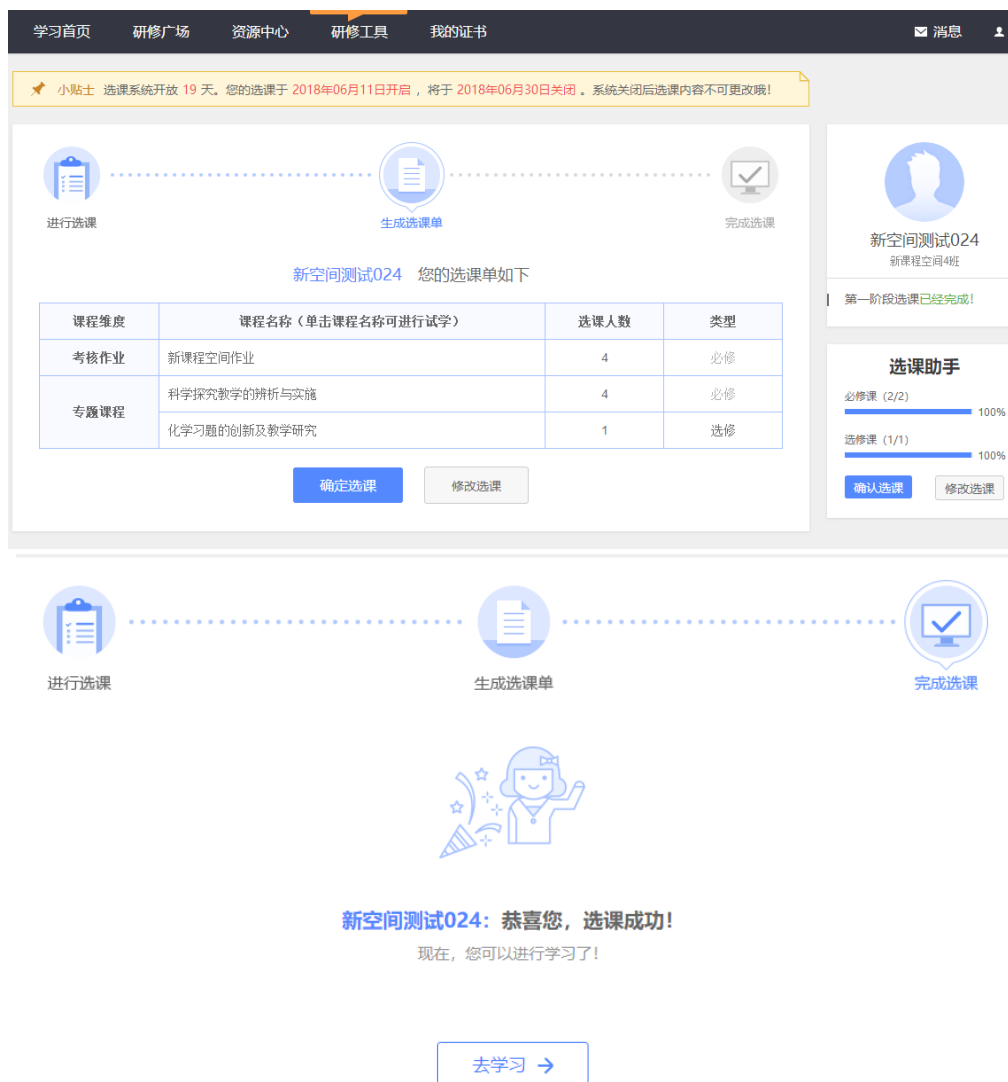 学习首页 研修广场 资源中心 研修工具 我的证书 消息
小贴士 选课系统开放 19 天。您的选课于 2018年06月11日开启 ，将于 2018年06月30日关闭 。系统关闭后选课内容不可更改哦!
进行选课 生成选课单 完成选课
新空间测试024 您的选课单如下
课程维度 课程名称（单击课程名称可进行试学） 选课人数 类型
考核作业 新课程空间作业 4 必修
专题课程 科学探究教学的辨析与实施 4 必修
化学习题的创新及教学研究 1 选修
确定选课 修改选课
新空间测试024
新课程空间4班
第一阶段选课已经完成!
选课助手
必修课（2/2）
100%
选修课（1/1）
100%
确认选课 修改选课
进行选课 生成选课单 完成选课
新空间测试024：恭喜您，选课成功!
现在，您可以进行学习了!
去学习